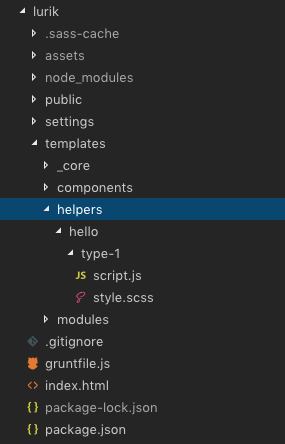 lurik
.sass-cache
assets
node_modules
public
settings
templates
_core
components
helpers
hello
type-1
JS script.js
style.scss
modules
.gitignore
gruntfile.js
<> index.html
{ } package-lock.json
{ } package.json